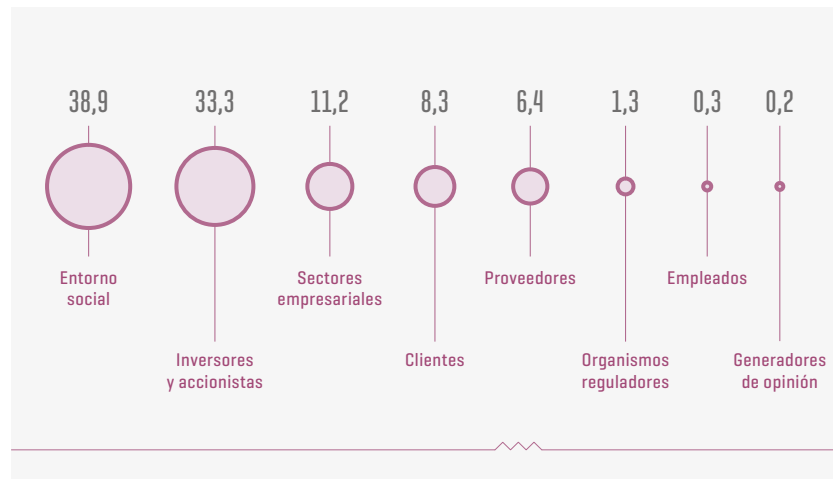 38,9
33,3
11,2
8,3
6,4
1,3
0,3
0,2
Entorno
social
Sectores
empresariales
Proveedores
Empleados
Inversores
y accionistas
Clientes
Organismos
reguladores
Generadores
de opinión